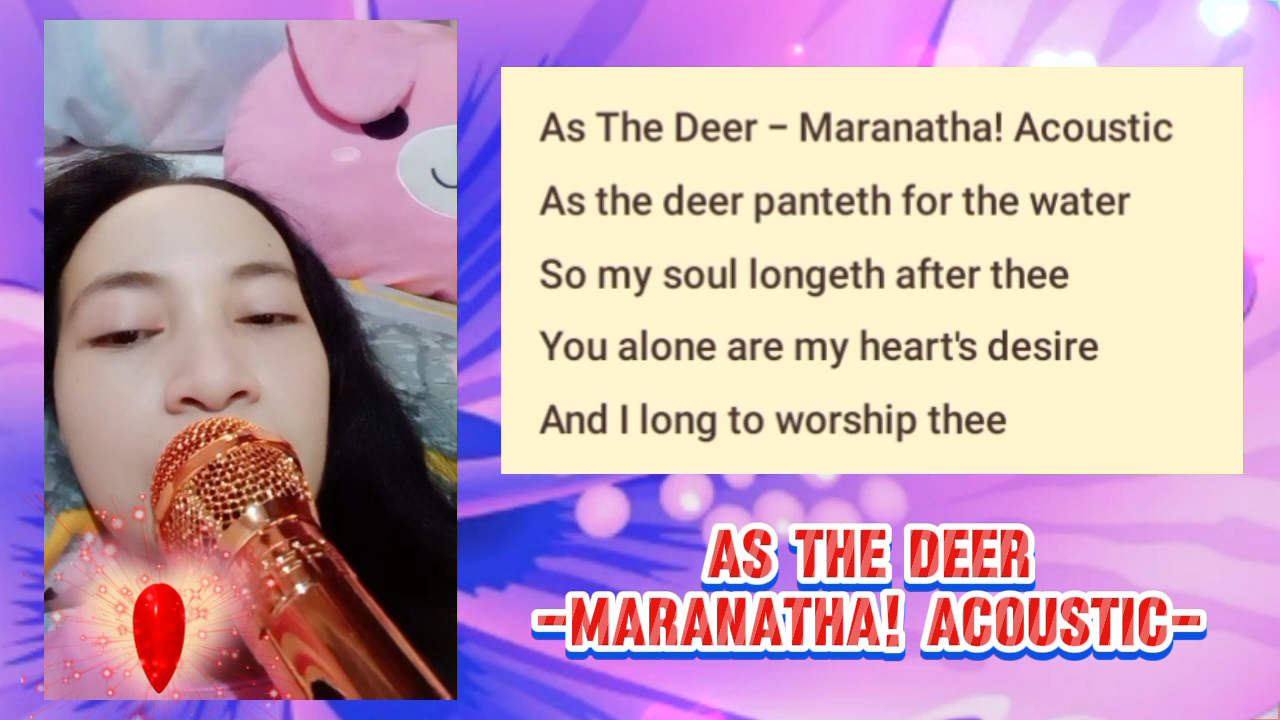 As The Deer – Maranatha! Acoustic
As the deer panteth for the water
So my soul longeth after thee
You alone are my heart's desire
And I long to worship thee
AS THE DEER
-MARANATHA! ACOUSTIC-